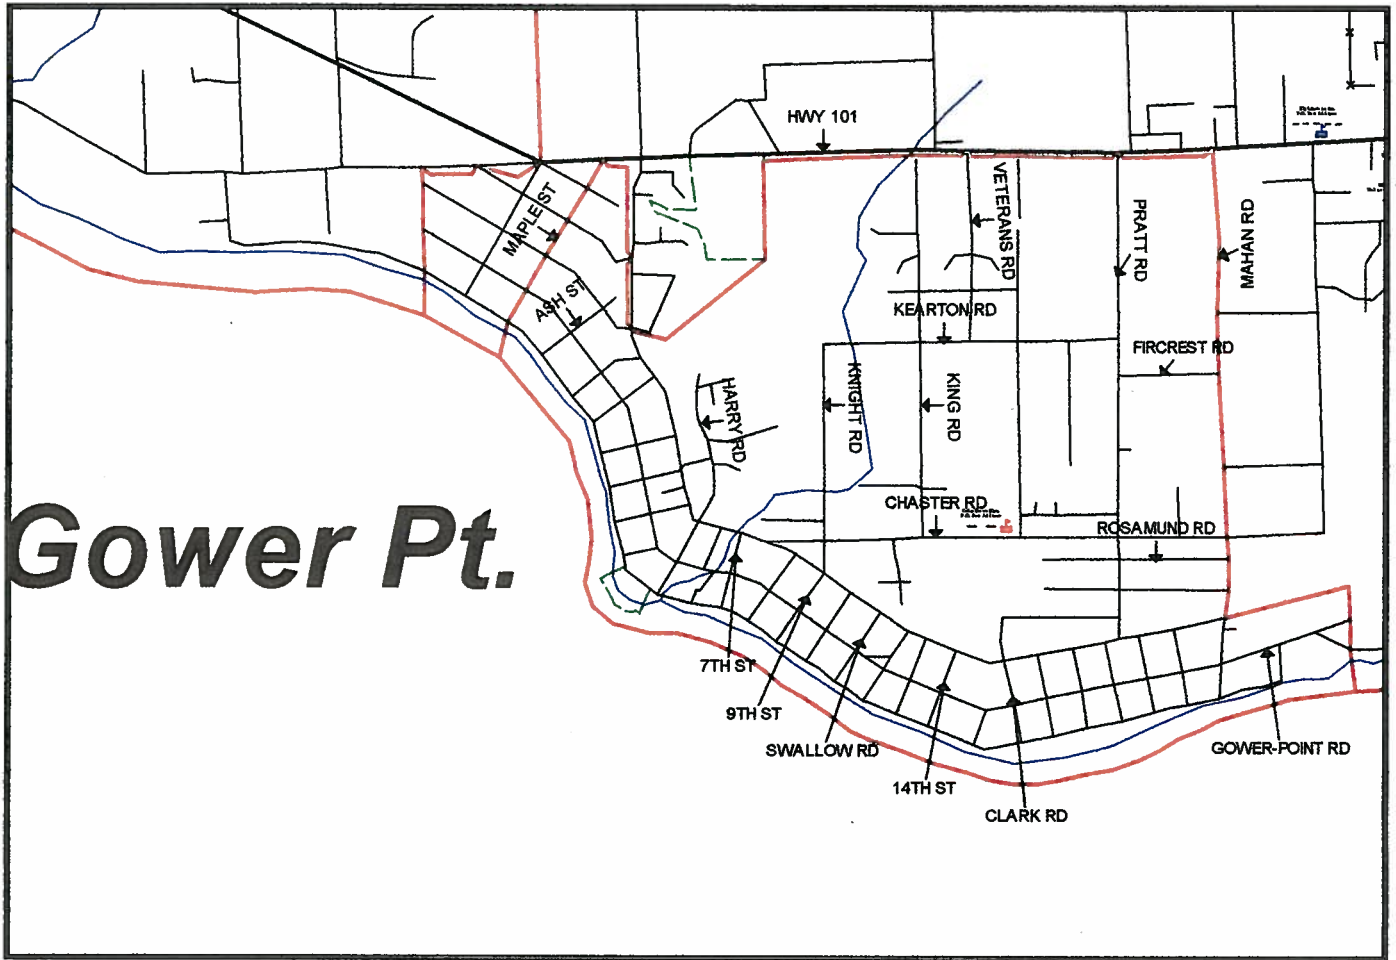 HWY 101
MAPLE ST
VETERANS RD
PRATT RD
MAHAN RD
ASH ST
KEARTON RD
FIRCREST RD
HARRY RD
KNIGHT RD
KING RD
CHASTER RD
ROSAMUND RD
Gower Pt.
7TH ST
9TH ST
SWALLOW RD
14TH ST
CLARK RD
GOWER-POINT RD